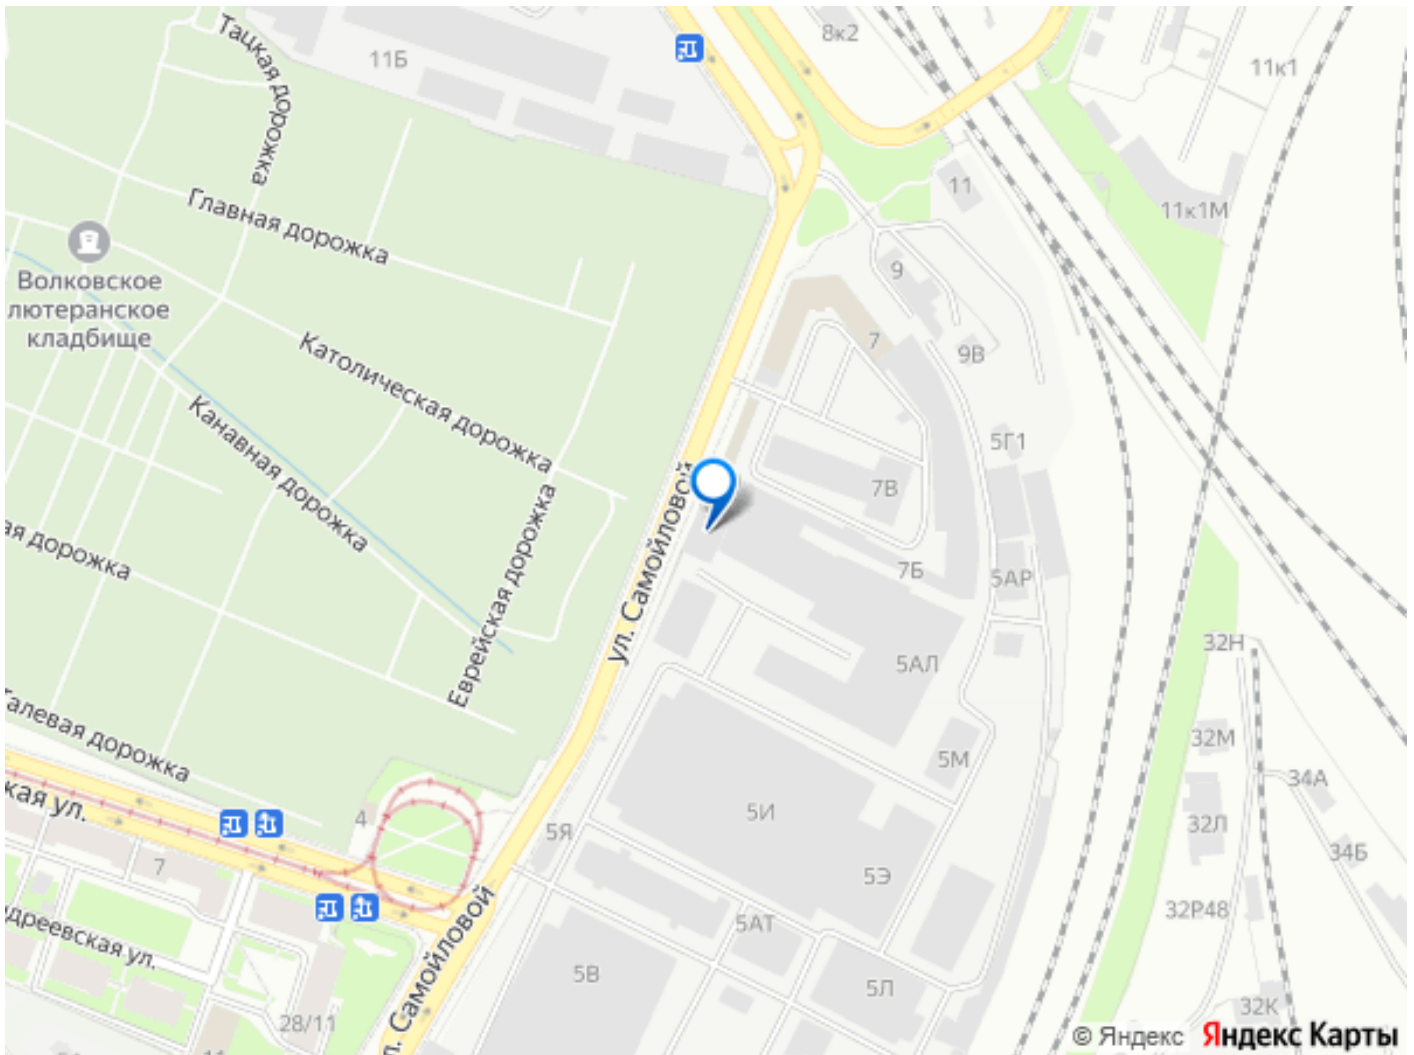 Тацкая дорожка
11Б
8к2
11к1
11
11к1М
Главная дорожка
Волковское
лютеранское
кладбище
9
7
9В
Католическая дорожка
Канавная дорожка
5Г1
7В
ул. Самойловой
Еврейская дорожка
ая дорожка
7Б
5АР
5АЛ
32Н
алевая дорожка
5М
32М
34А
кая ул.
4
5Я
5И
32Л
34Б
7
5Э
32Р48
дреевская ул.
5АТ
л. Самойловой
5В
5Л
28/11
32К
© Яндекс Яндекс Карты